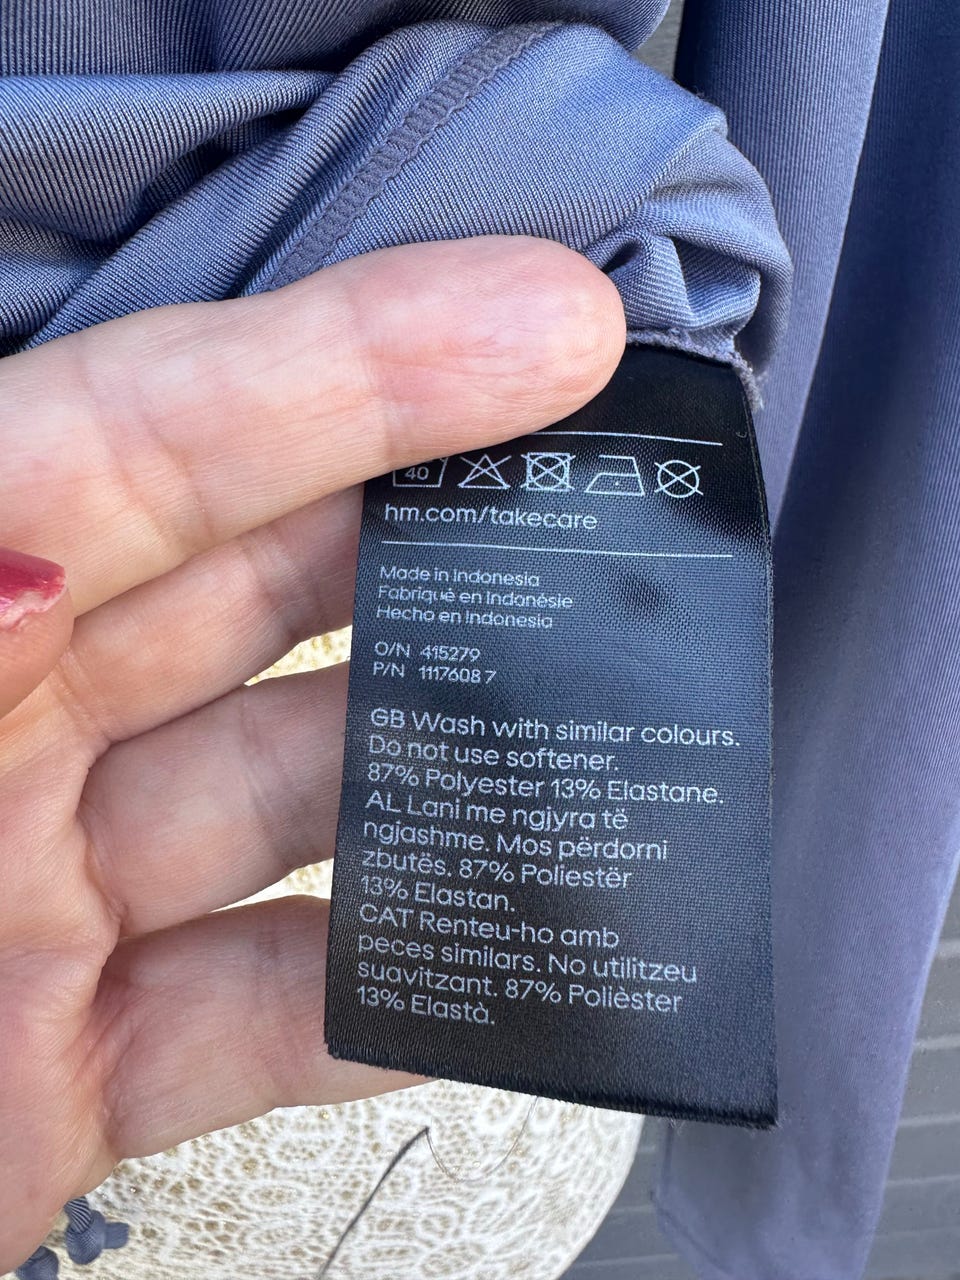 40
hm.com/takecare
Made in Indonesia
Fabriqué en Indonésie
Hecho en Indonesia
O/N 415279
P/N 1117608 7
GB Wash with similar colours.
Do not use softener.
87% Polyester 13% Elastane.
AL Lani me ngjyra të
ngjashme. Mos përdorni
zbutës. 87% Poliestër
13% Elastan.
CAT Renteu-ho amb
peces similars. No utilitzeu
suavitzant. 87% Polièster
13% Elastà.